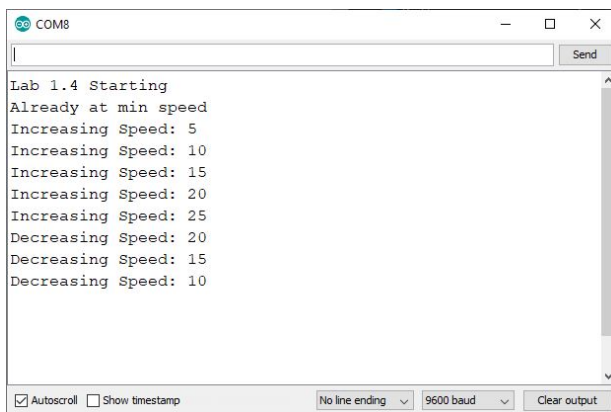 COM8
Send
Lab 1.4 Starting
Already at min speed
Increasing Speed: 5
Increasing Speed: 10
Increasing Speed: 15
Increasing Speed: 20
Increasing Speed: 25
Decreasing Speed: 20
Decreasing Speed: 15
Decreasing Speed: 10
Autoscroll Show timestamp No line ending 9600 baud Clear output